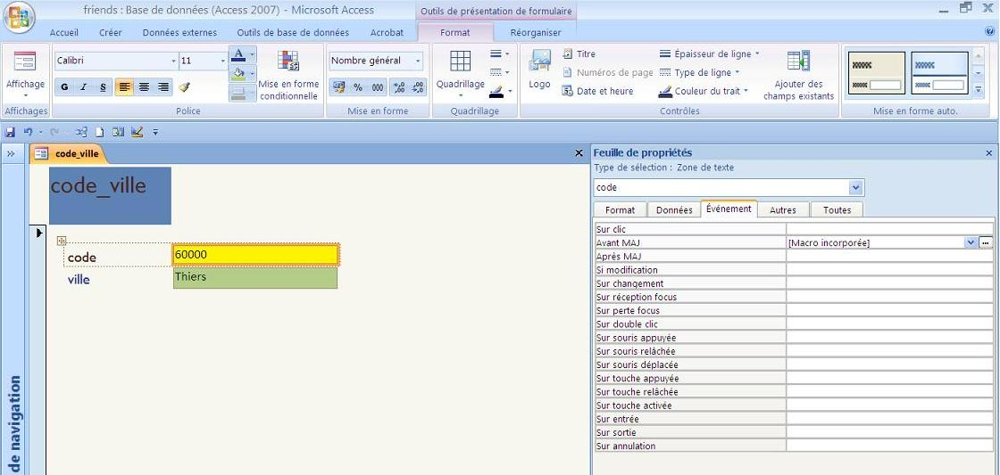 friends : Base de données (Access 2007) - Microsoft Access
Outils de présentation de formulaire
Accueil Créer Données externes Outils de base de données Acrobat Format Réorganiser
Affichage
Affichages
Calibri 11
G I S
A
Mise en forme
conditionnelle
Police
Nombre général
% 000
Mise en forme
Quadrillage
Quadrillage
Logo
Titre
Numéros de page
Date et heure
Épaisseur de ligne
Type de ligne
Couleur du trait
Ajouter des
champs existants
Contrôles
Mise en forme auto.
code_ville
Feuille de propriétés
Type de sélection : Zone de texte
code
Format Données Événement Autres Toutes
code_ville
code 60000
ville Thiers
de navigation
Sur clic
Avant MAJ [Macro incorporée]
Après MAJ
Si modification
Sur changement
Sur réception focus
Sur perte focus
Sur double clic
Sur souris appuyée
Sur souris relâchée
Sur souris déplacée
Sur touche appuyée
Sur touche relâchée
Sur touche activée
Sur entrée
Sur sortie
Sur annulation